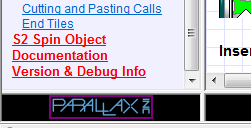 Cutting and Pasting Calls
End Tiles
S2 Spin Object
Documentation
Version & Debug Info
Inser
PARALLAX